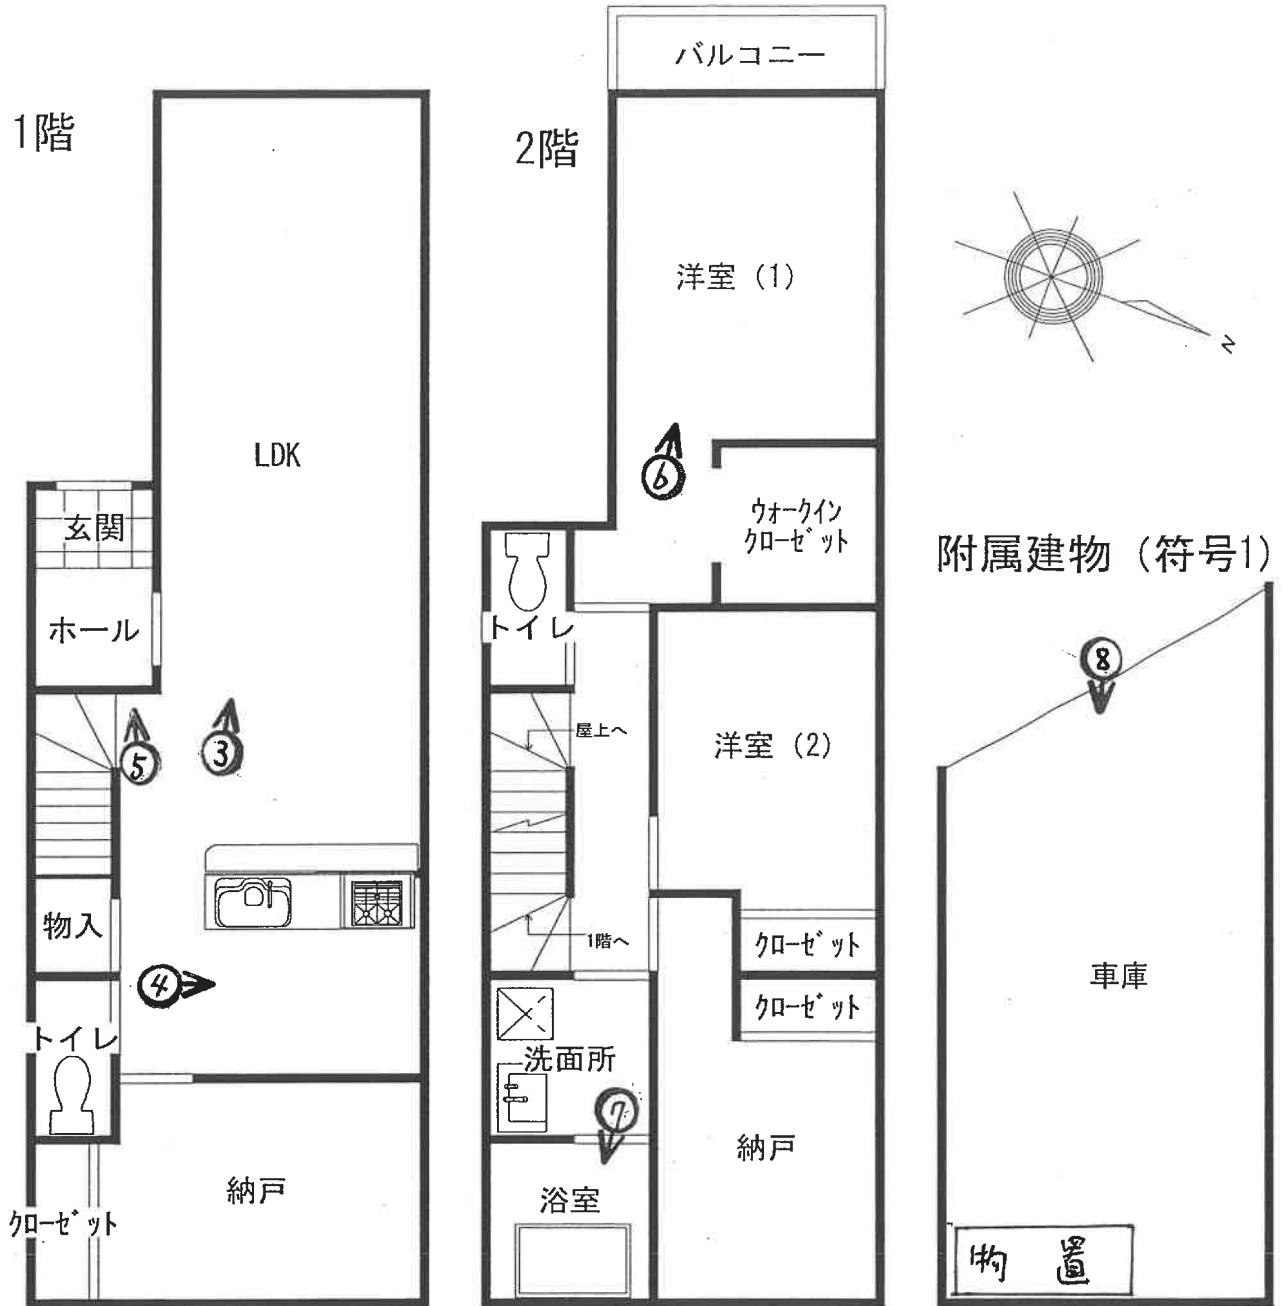 1階
LDK
玄関
ホール
⑤
③
物入
④
トイレ
納戸
クローゼット
2階
バルコニー
洋室 (1)
⑥
ウォークイン
クローゼット
トイレ
屋上へ
洋室 (2)
1階へ
クローゼット
クローゼット
洗面所
⑦
納戸
浴室
N
附属建物 (符号1)
⑧
車庫
物 置